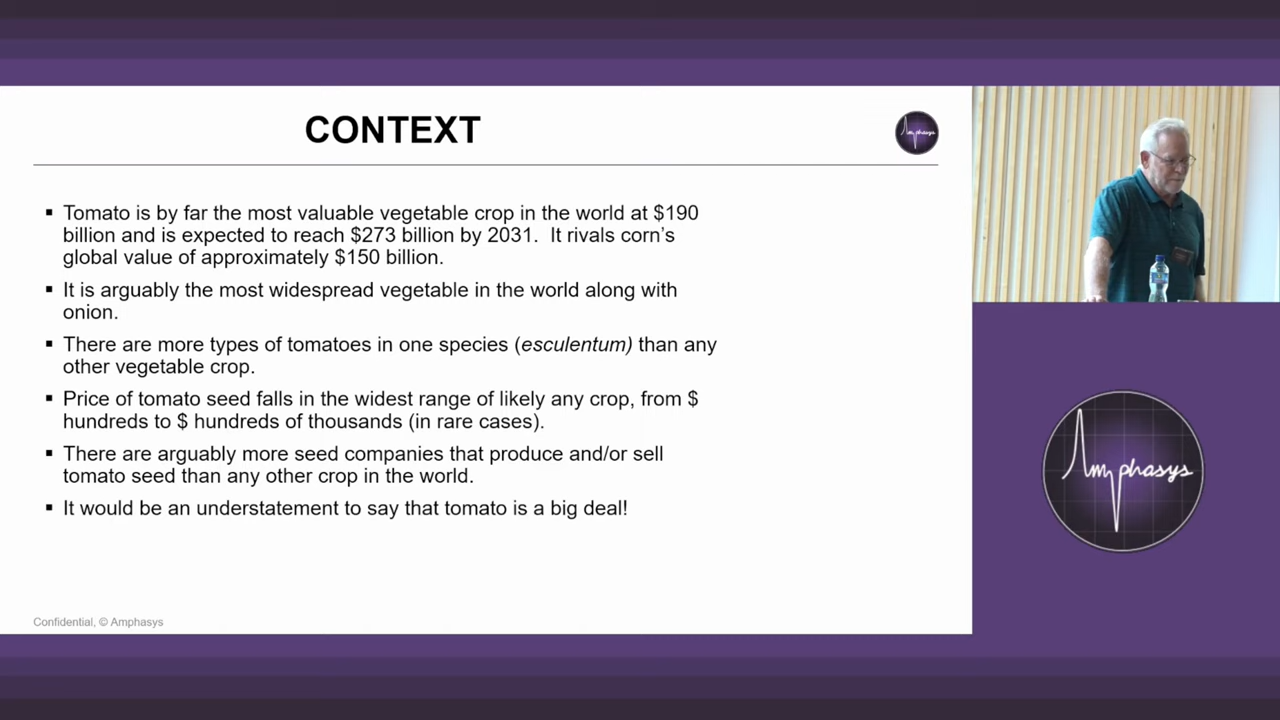 CONTEXT
Amphasys
▪ Tomato is by far the most valuable vegetable crop in the world at $190
billion and is expected to reach $273 billion by 2031.  It rivals corn’s
global value of approximately $150 billion.
▪ It is arguably the most widespread vegetable in the world along with
onion.
▪ There are more types of tomatoes in one species (esculentum) than any
other vegetable crop.
▪ Price of tomato seed falls in the widest range of likely any crop, from $
hundreds to $ hundreds of thousands (in rare cases).
▪ There are arguably more seed companies that produce and/or sell
tomato seed than any other crop in the world.
▪ It would be an understatement to say that tomato is a big deal!
Confidential, © Amphasys
Amphasys